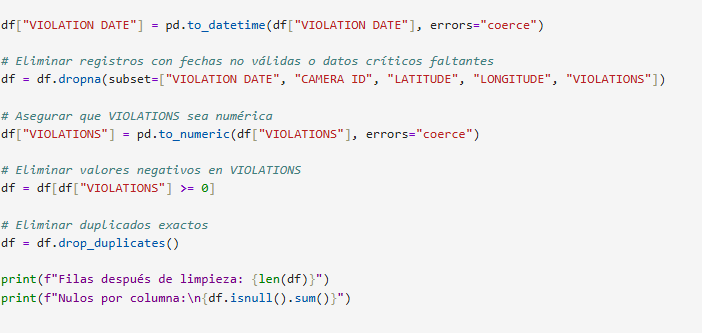 df["VIOLATION DATE"] = pd.to_datetime(df["VIOLATION DATE"], errors="coerce")
# Eliminar registros con fechas no válidas o datos críticos faltantes
df = df.dropna(subset=["VIOLATION DATE", "CAMERA ID", "LATITUDE", "LONGITUDE", "VIOLATIONS"])
# Asegurar que VIOLATIONS sea numérica
df["VIOLATIONS"] = pd.to_numeric(df["VIOLATIONS"], errors="coerce")
# Eliminar valores negativos en VIOLATIONS
df = df[df["VIOLATIONS"] >= 0]
# Eliminar duplicados exactos
df = df.drop_duplicates()
print(f"Filas después de limpieza: {len(df)}")
print(f"Nulos por columna:\n{df.isnull().sum()}")